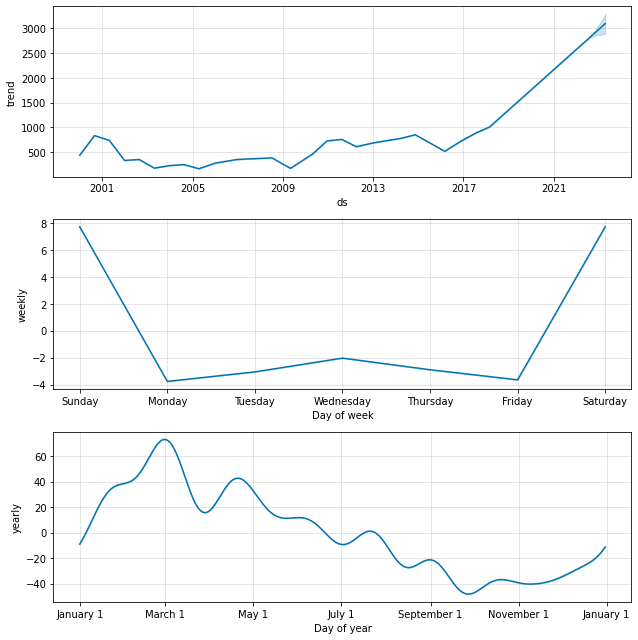 3000
2500
2000
1500
1000
500
trend
2001 2005 2009 2013 2017 2021
ds
8
6
4
2
0
−2
−4
weekly
Sunday Monday Tuesday Wednesday Thursday Friday Saturday
Day of week
60
40
20
0
−20
−40
yearly
January 1 March 1 May 1 July 1 September 1 November 1 January 1
Day of year